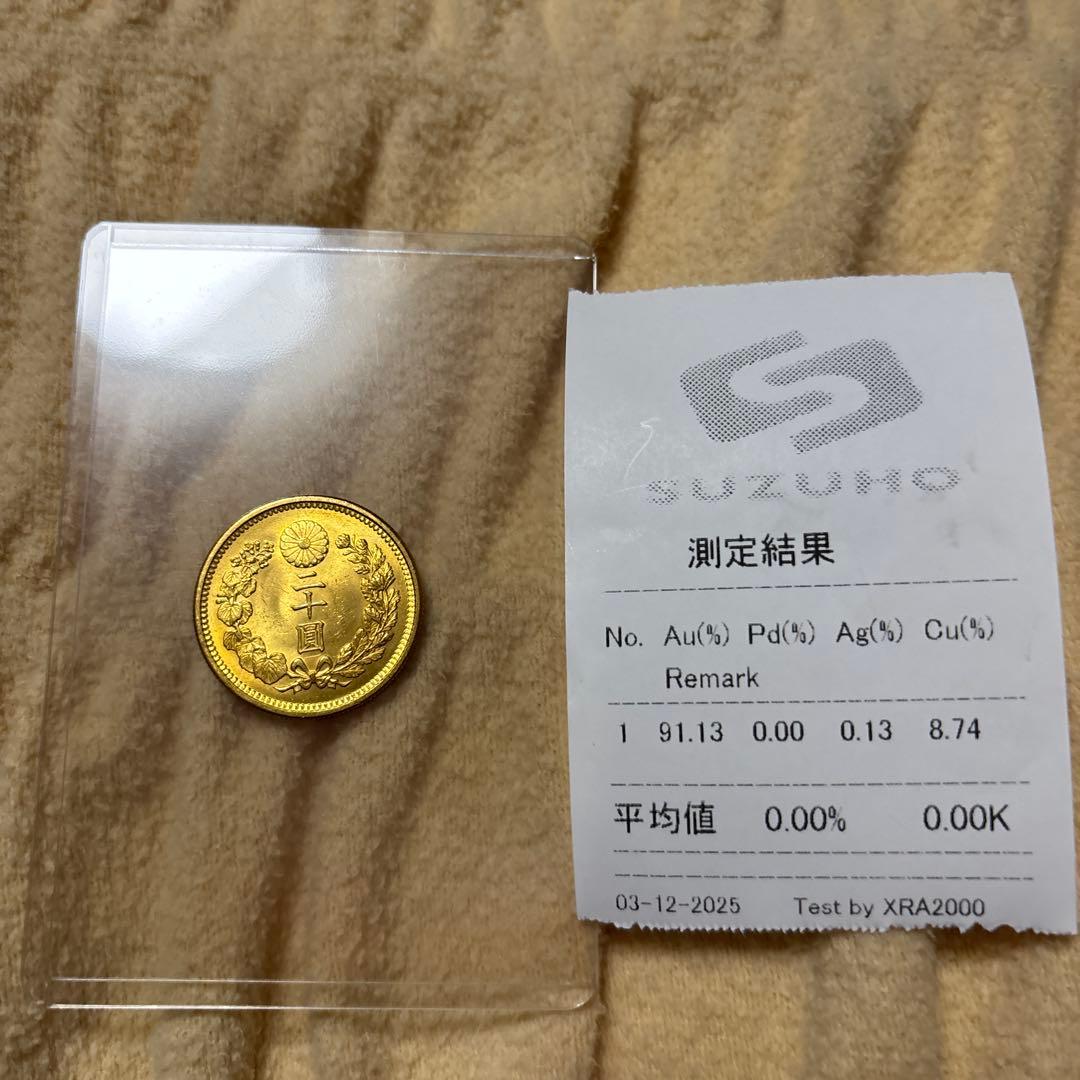 二十圓
SUZUHO
測定結果
No. Au(%) Pd(%) Ag(%) Cu(%)
Remark
1 91.13 0.00 0.13 8.74
平均値 0.00% 0.00K
03-12-2025 Test by XRA2000